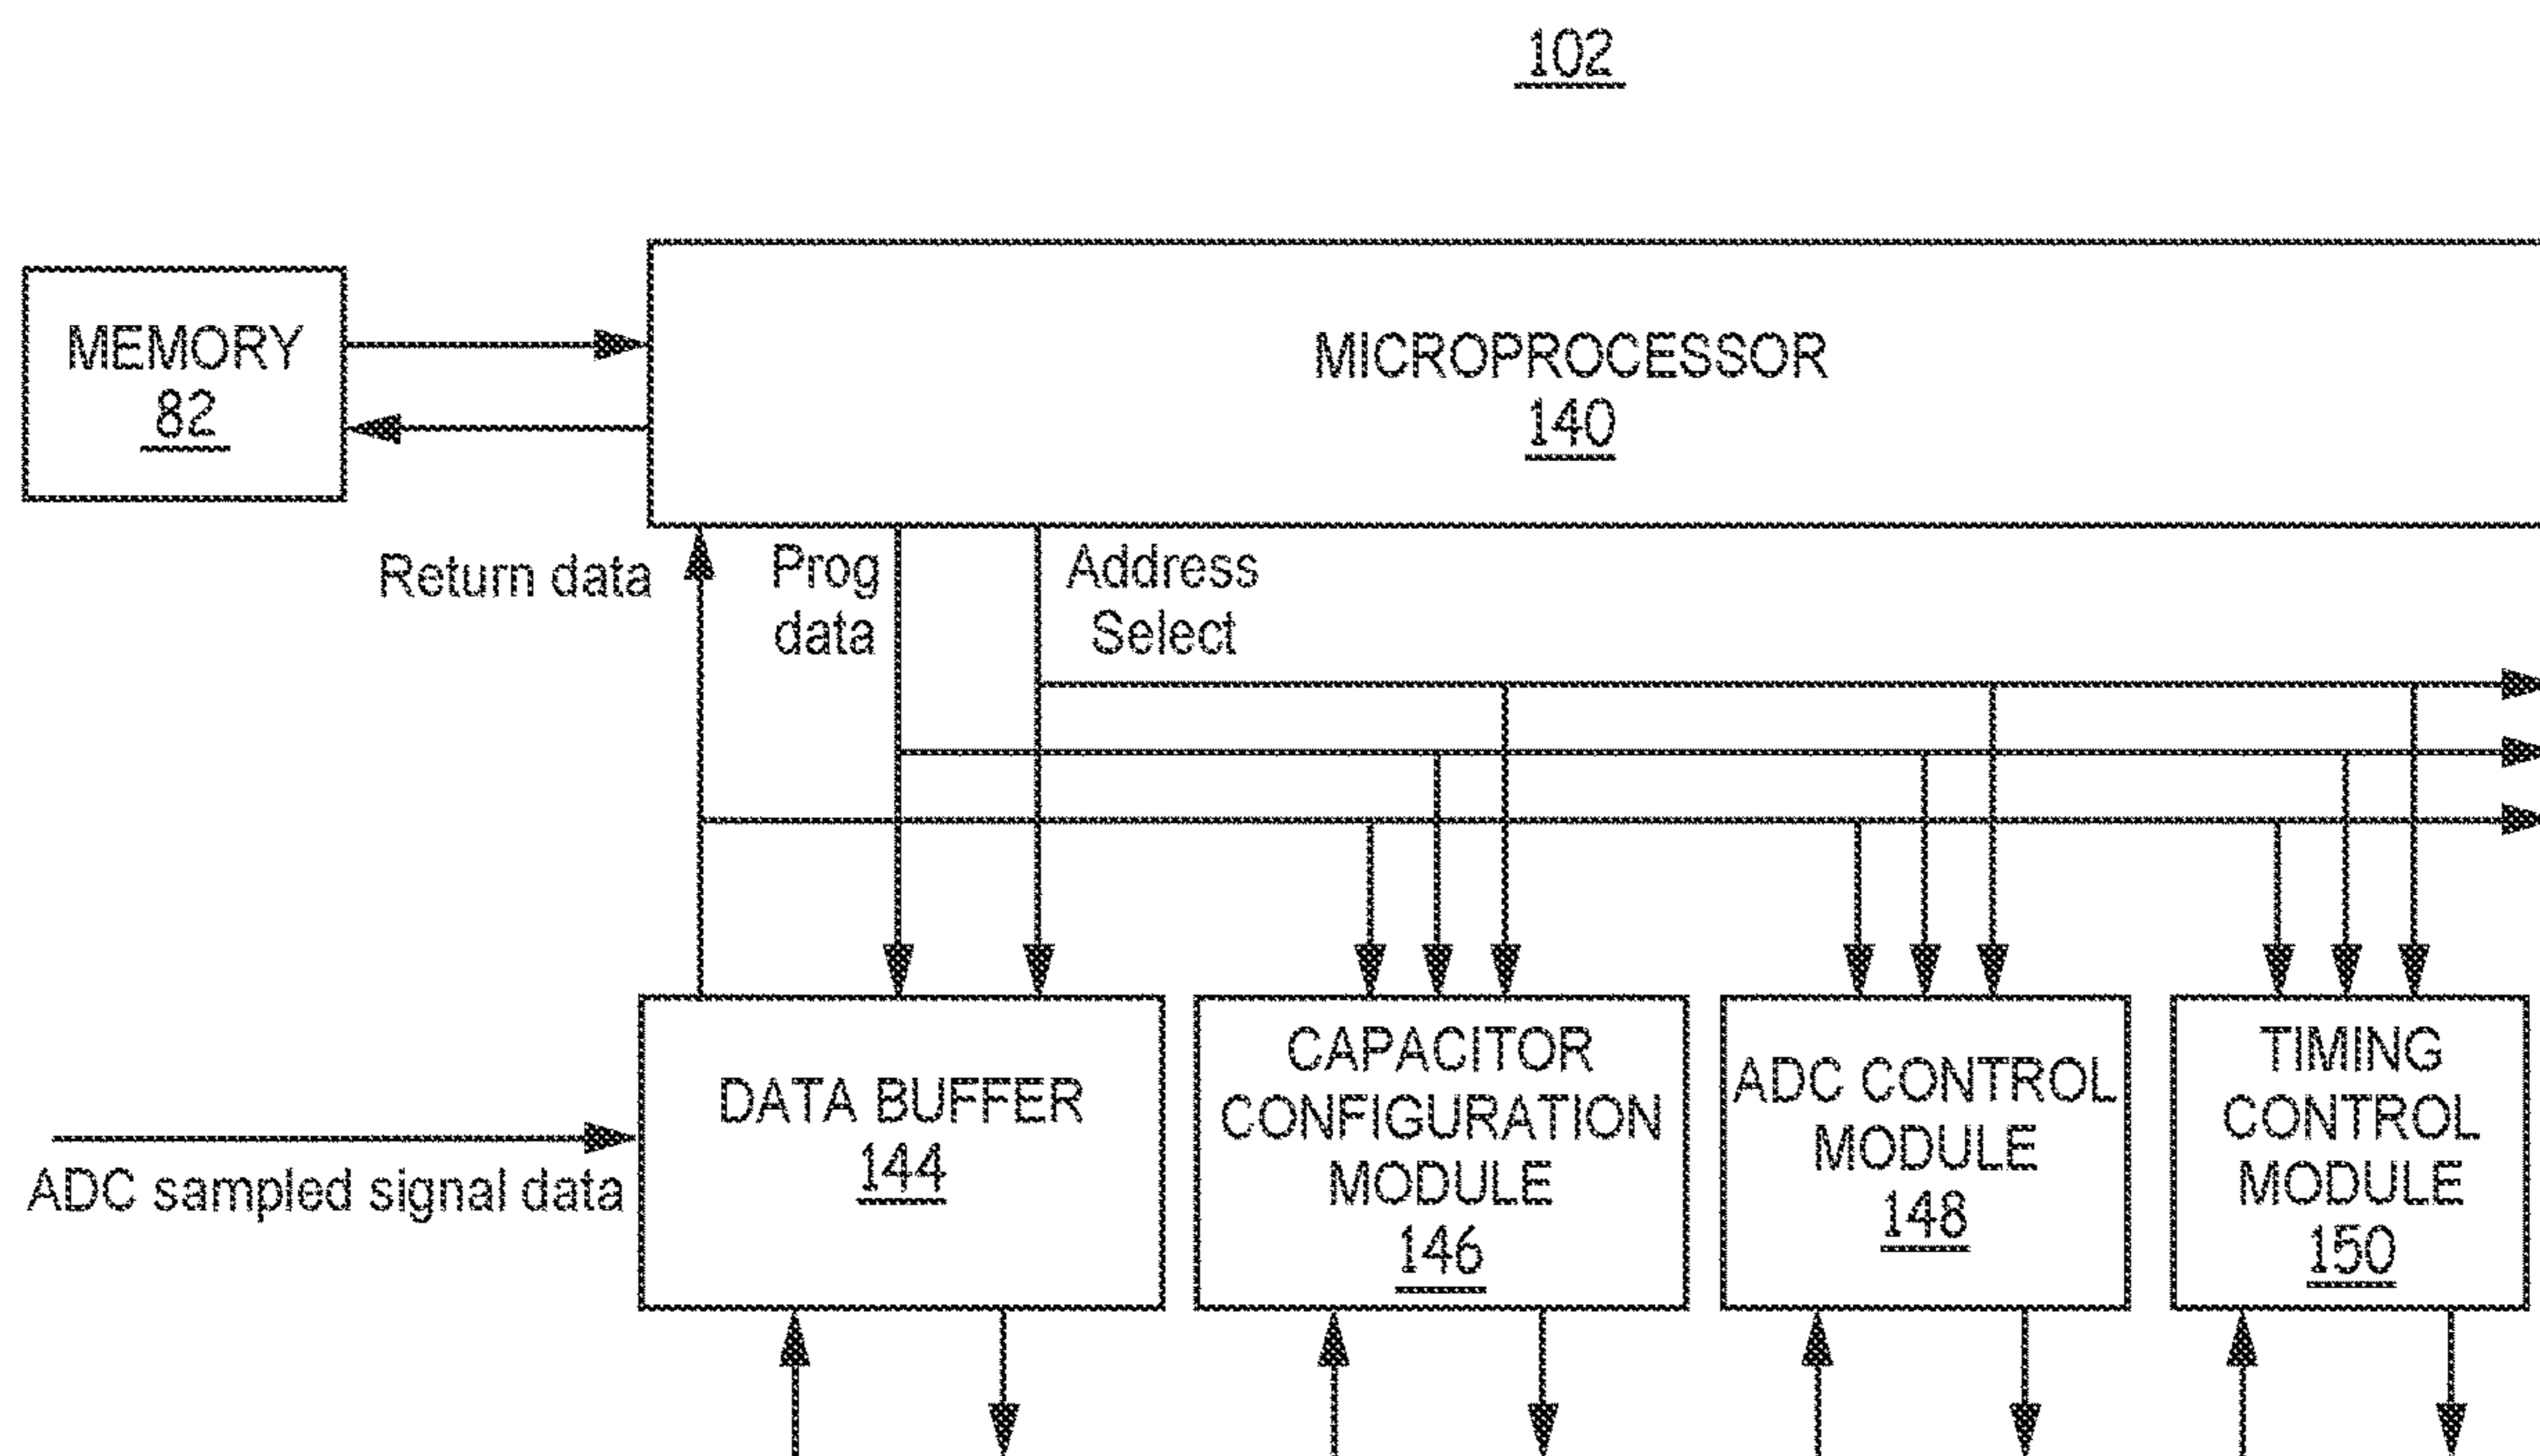 102
MEMORY
82
MICROPROCESSOR
140
Return data
Prog
data
Address
Select
DATA BUFFER
144
CAPACITOR
CONFIGURATION
MODULE
146
ADC CONTROL
MODULE
148
TIMING
CONTROL
MODULE
150
ADC sampled signal data